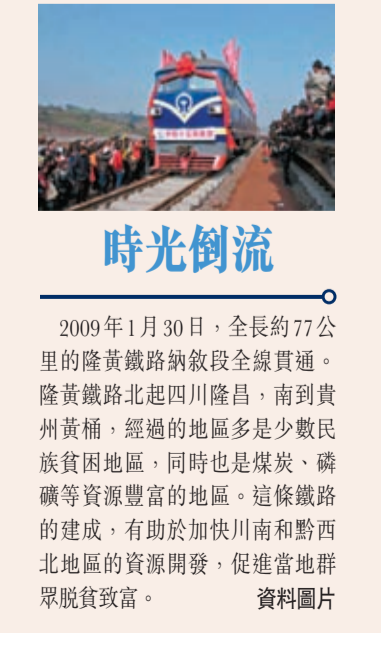 時光倒流
2009年1月30日，全長約77公
里的隆黃鐵路納敘段全線貫通。
隆黃鐵路北起四川隆昌，南到貴
州黃桶，經過的地區多是少數民
族貧困地區，同時也是煤炭、磷
礦等資源豐富的地區。這條鐵路
的建成，有助於加快川南和黔西
北地區的資源開發，促進當地群
眾脱貧致富。 資料圖片